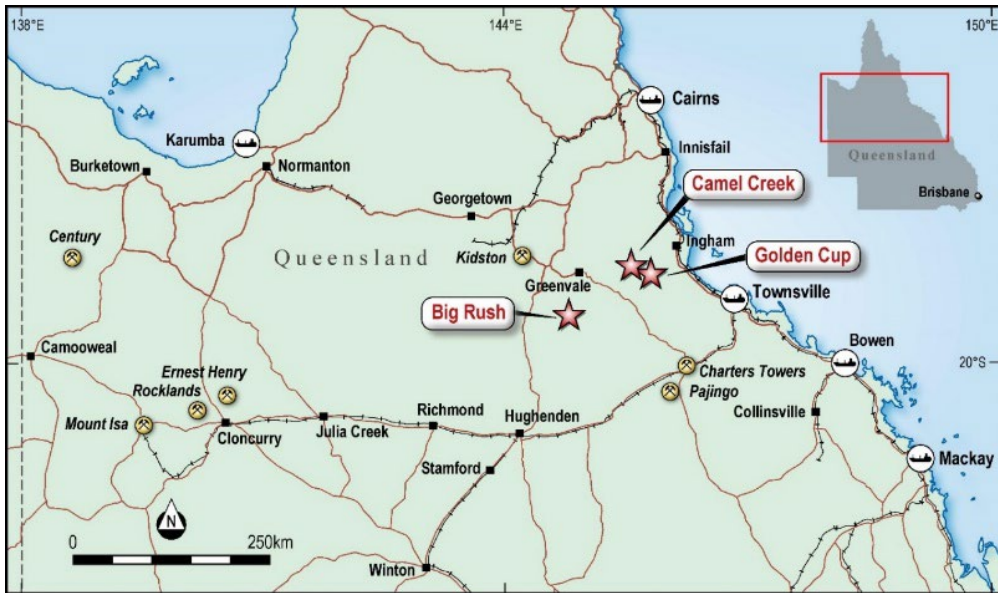 138°E
144°E
150°E
Cairns
Karumba
Normanton
Burketown
Innisfail
Queensland
Brisbane
Camel Creek
Georgetown
Century
Queensland
Kidston
Ingham
Golden Cup
Greenvale
Townsville
Big Rush
Camooweal
Bowen
20°S
Ernest Henry
Rocklands
Charters Towers
Pajingo
Mount Isa
Cloncurry
Julia Creek
Richmond
Hughenden
Collinsville
Stamford
Mackay
N
0
250km
Winton